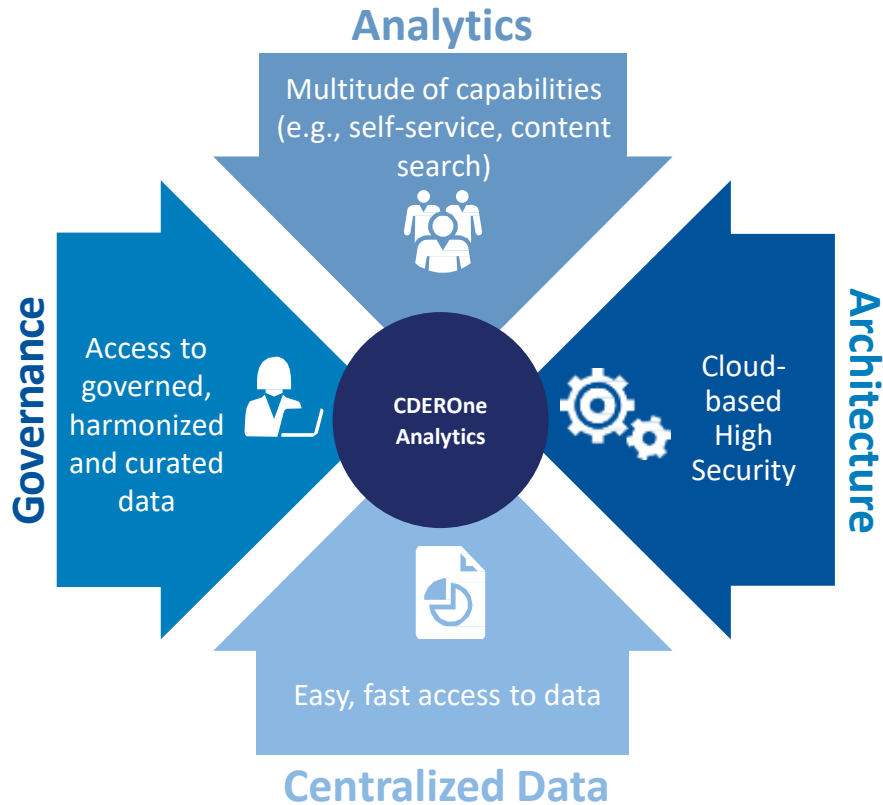 Analytics
Multitude of capabilities
(e.g., self-service, content
search)
Governance
Access to
governed,
harmonized
and curated
data
CDEROne
Analytics
Cloud-
based
High
Security
Architecture
Easy, fast access to data
Centralized Data